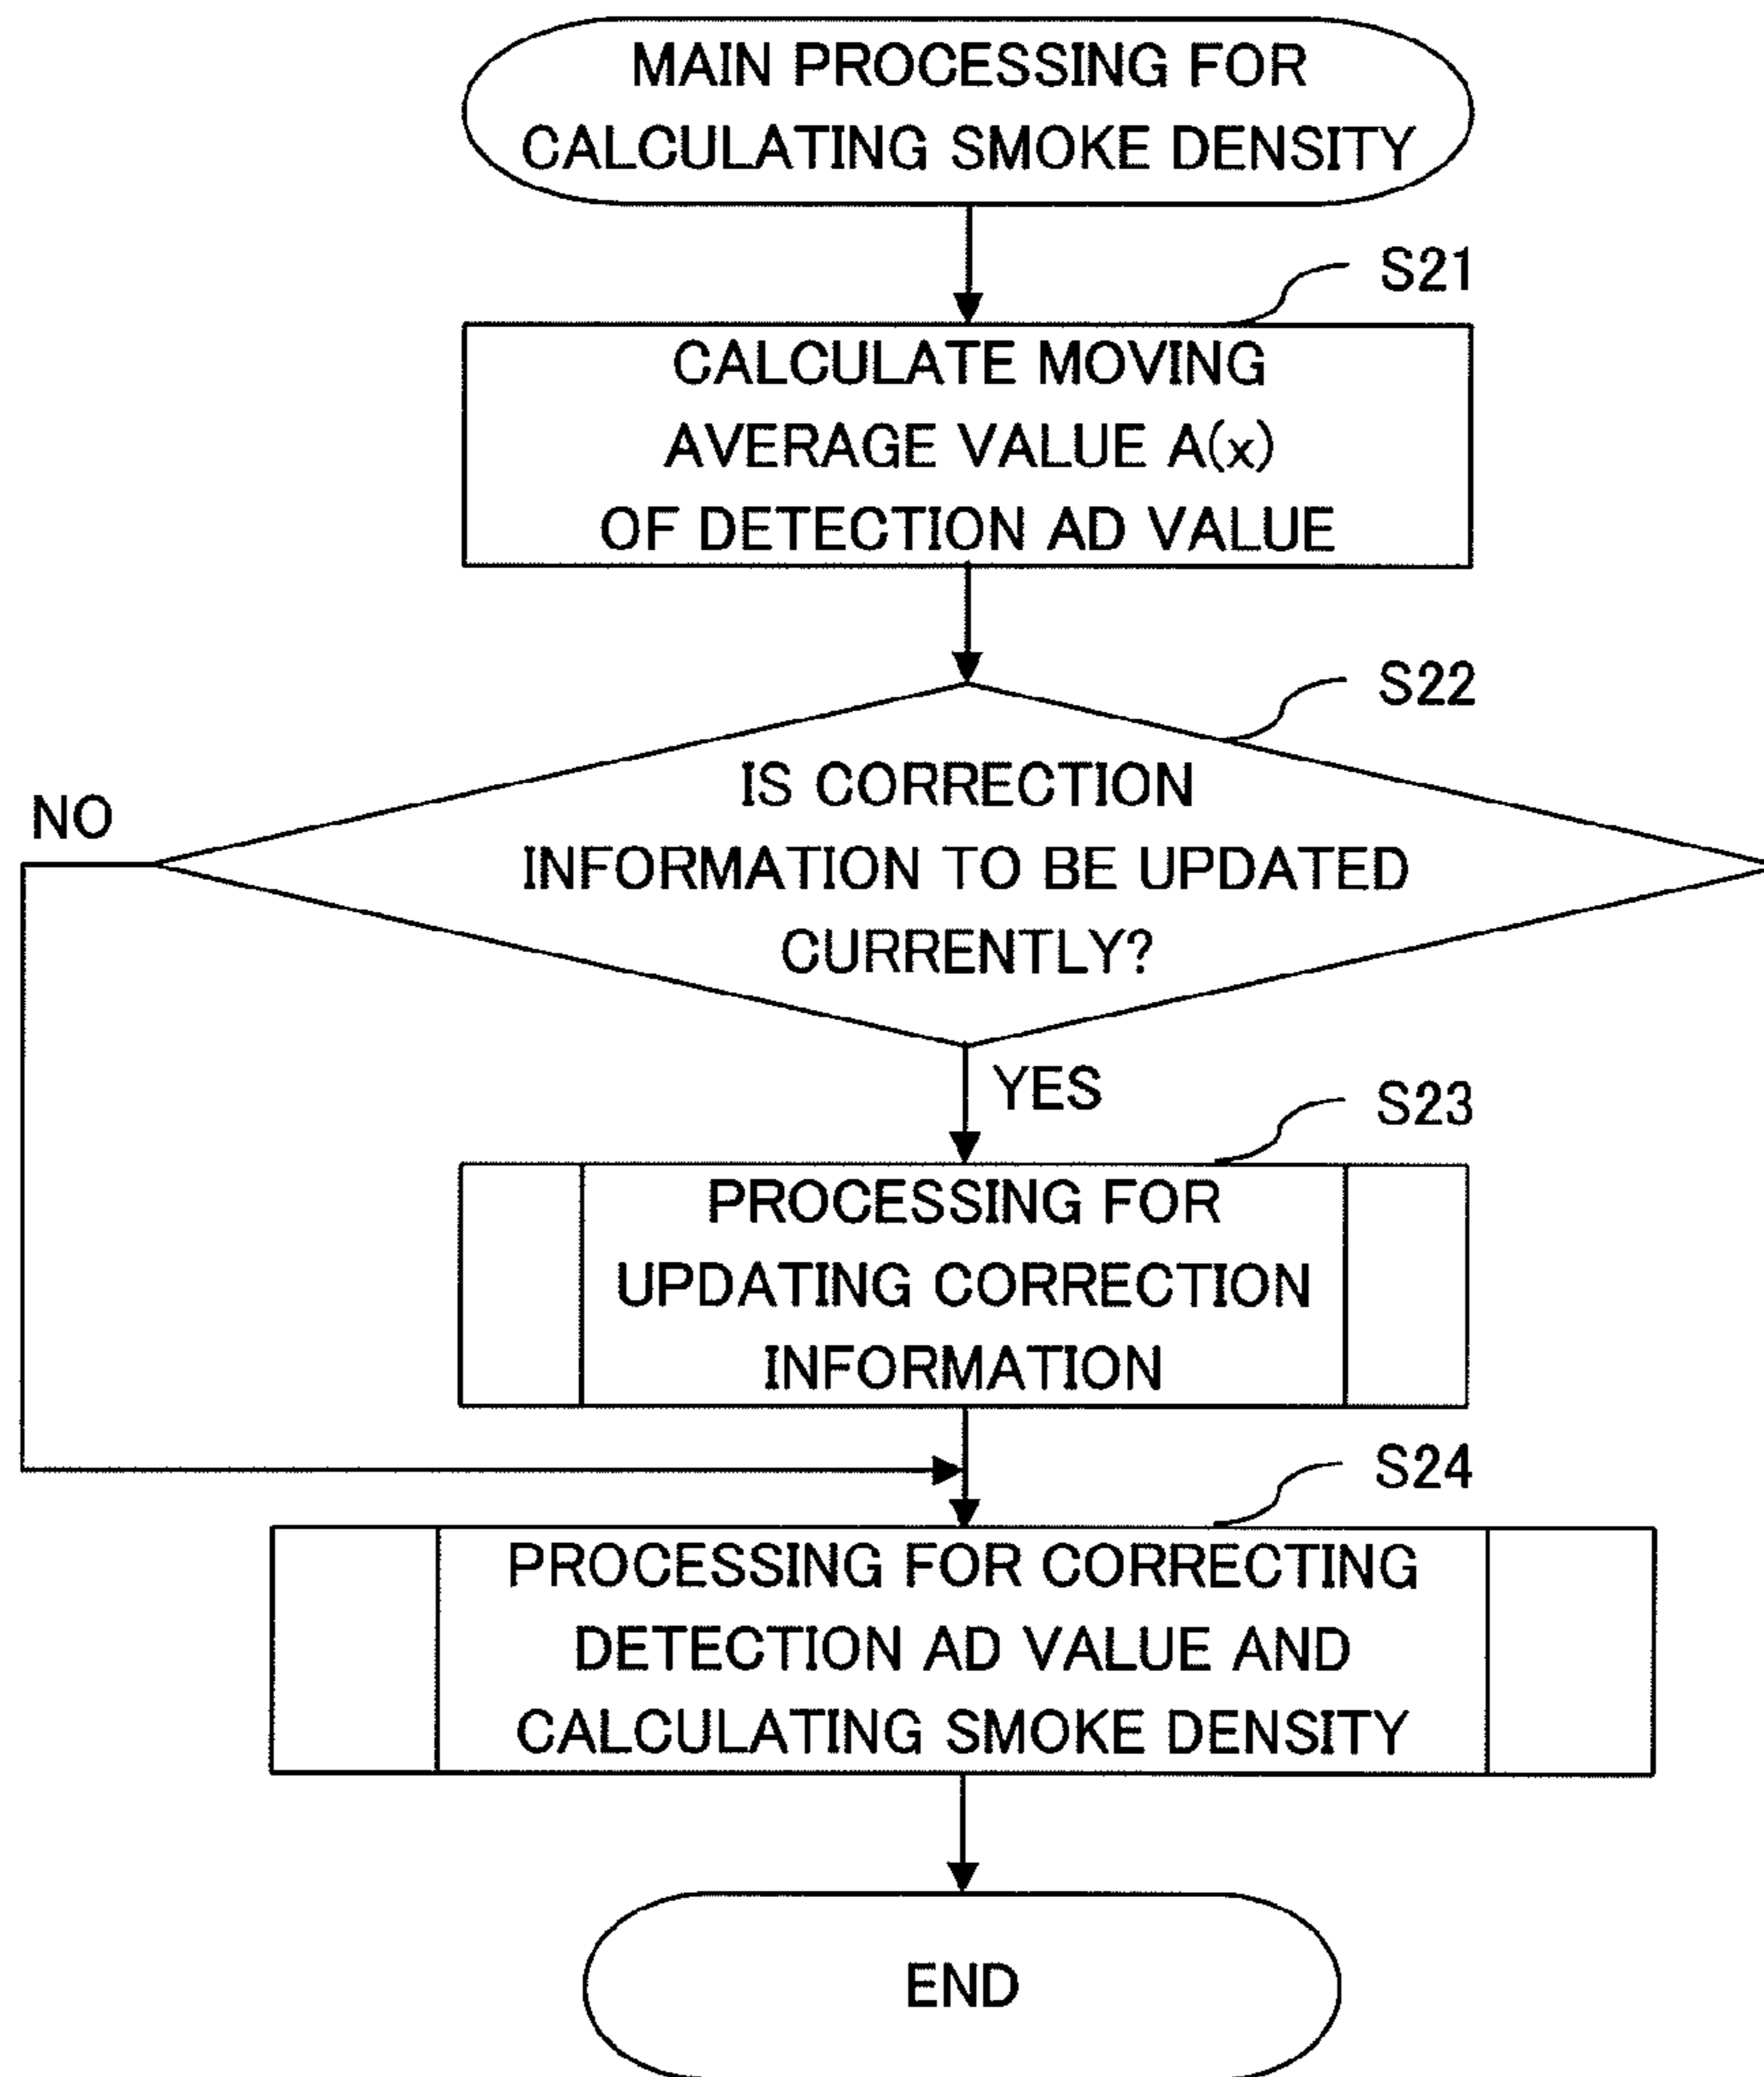 MAIN PROCESSING FOR
CALCULATING SMOKE DENSITY
S21
CALCULATE MOVING
AVERAGE VALUE A(x)
OF DETECTION AD VALUE
S22
IS CORRECTION
INFORMATION TO BE UPDATED
CURRENTLY?
NO
YES
S23
PROCESSING FOR
UPDATING CORRECTION
INFORMATION
S24
PROCESSING FOR CORRECTING
DETECTION AD VALUE AND
CALCULATING SMOKE DENSITY
END